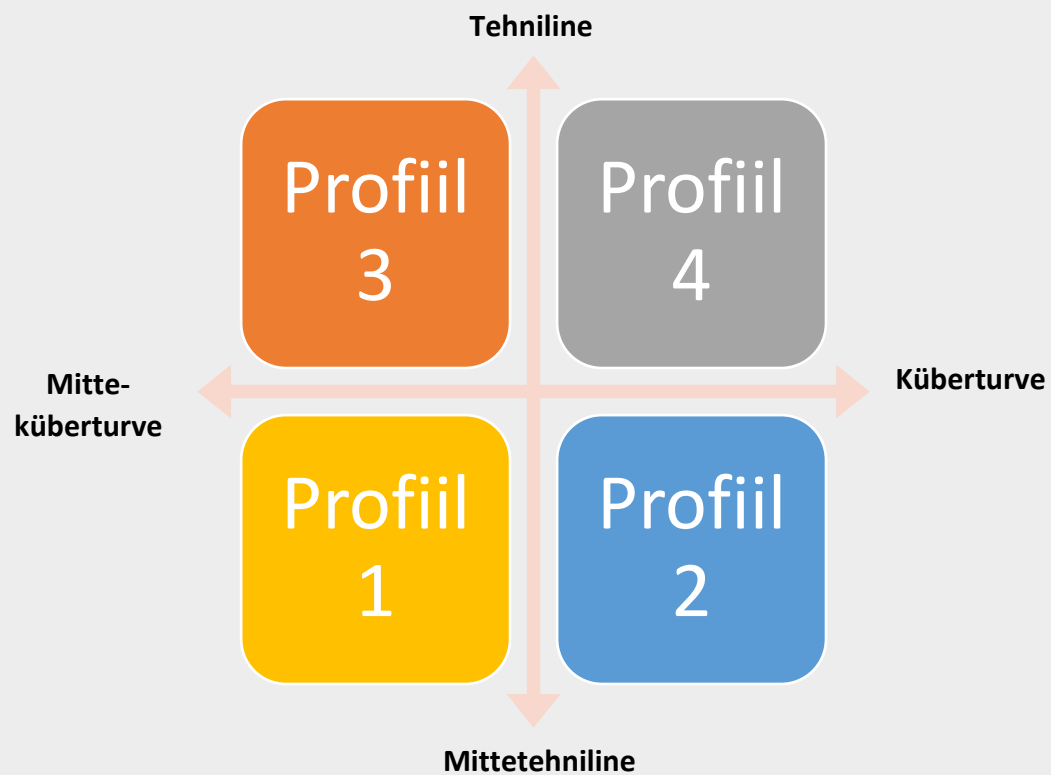 Tehniline
Profiil
3
Profiil
4
Mitte-
küberturve
Küberturve
Profiil
1
Profiil
2
Mittetehniline